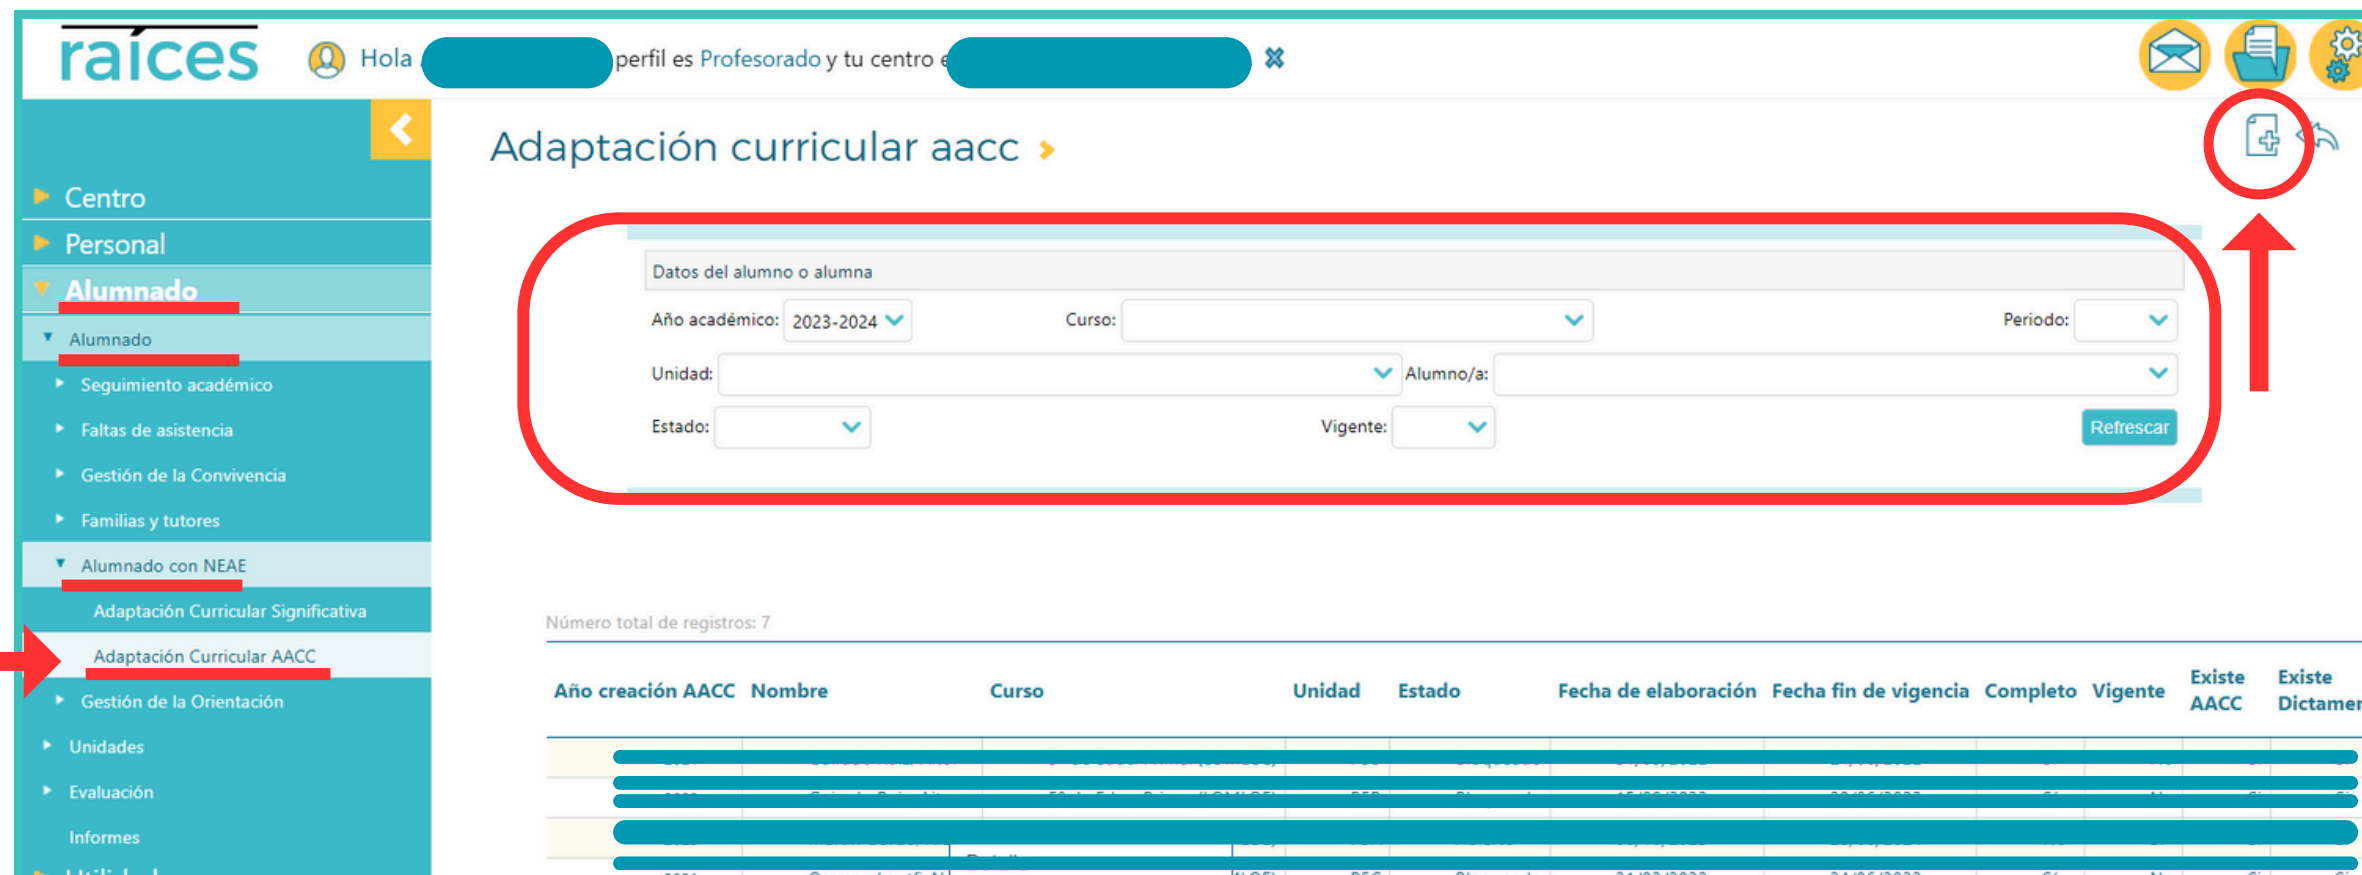 raíces
Hola perfil es Profesorado y tu centro
Adaptación curricular aacc
Centro
Personal
Alumnado
Alumnado
Seguimiento académico
Faltas de asistencia
Gestión de la Convivencia
Familias y tutores
Alumnado con NEAE
Adaptación Curricular Significativa
Adaptación Curricular AACC
Gestión de la Orientación
Unidades
Evaluación
Informes
Datos del alumno o alumna
Año académico: 2023-2024 Curso: Periodo:
Unidad: Alumno/a:
Estado: Vigente: Refrescar
Número total de registros: 7
Año creación AACC Nombre Curso Unidad Estado Fecha de elaboración Fecha fin de vigencia Completo Vigente Existe AACC Existe Dictamen